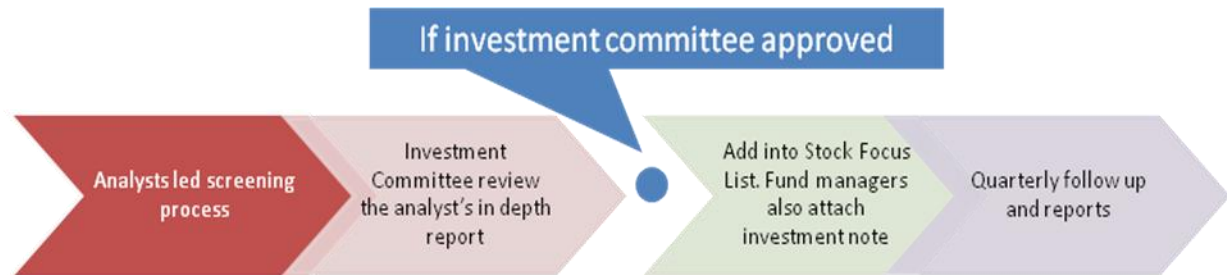 If investment committee approved
Analysts led screening
process
Investment
Committee review
the analyst's in depth
report
Add into Stock Focus
List. Fund managers
also attach
investment note
Quarterly follow up
and reports